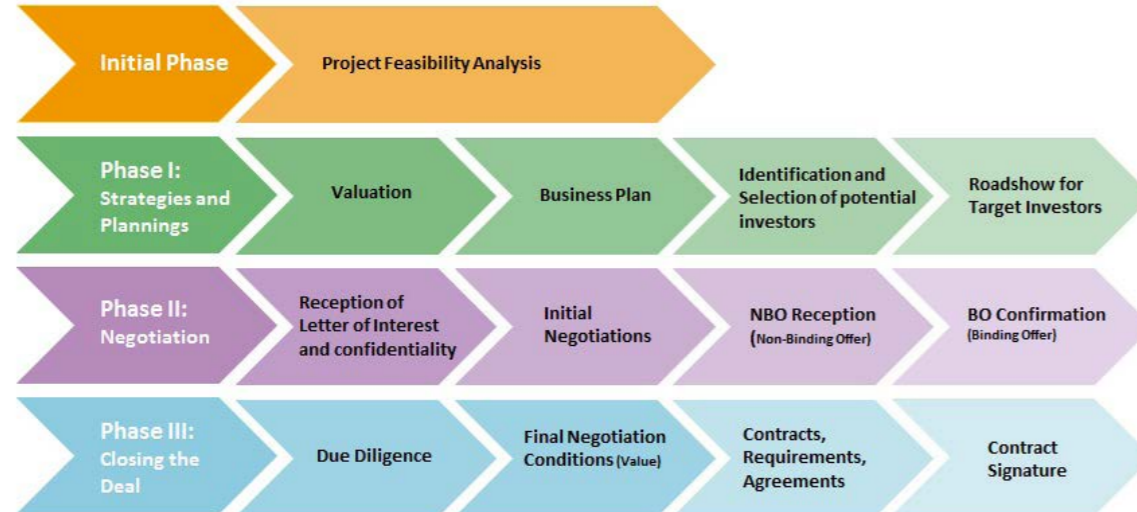 Initial Phase
Project Feasibility Analysis
Phase I:
Strategies and
Plannings
Valuation
Business Plan
Identification and
Selection of potential
investors
Roadshow for
Target Investors
Phase II:
Negotiation
Reception of
Letter of Interest
and confidentiality
Initial
Negotiations
NBO Reception
(Non-Binding Offer)
BO Confirmation
(Binding Offer)
Phase III:
Closing the
Deal
Due Diligence
Final Negotiation
Conditions (Value)
Contracts,
Requirements,
Agreements
Contract
Signature